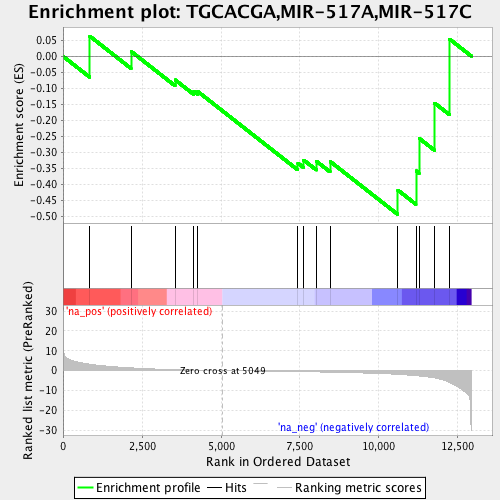 Enrichment plot: TGCACGA,MIR-517A,MIR-517C
Enrichment score (ES)
0.05
0.00
-0.05
-0.10
-0.15
-0.20
-0.25
-0.30
-0.35
-0.40
-0.45
-0.50
'na_pos' (positively correlated)
Ranked list metric (PreRanked)
30
20
10
0
-10
-20
-30
Zero cross at 5049
'na_neg' (negatively correlated)
0 2,500 5,000 7,500 10,000 12,500
Rank in Ordered Dataset
Enrichment profile Hits Ranking metric scores